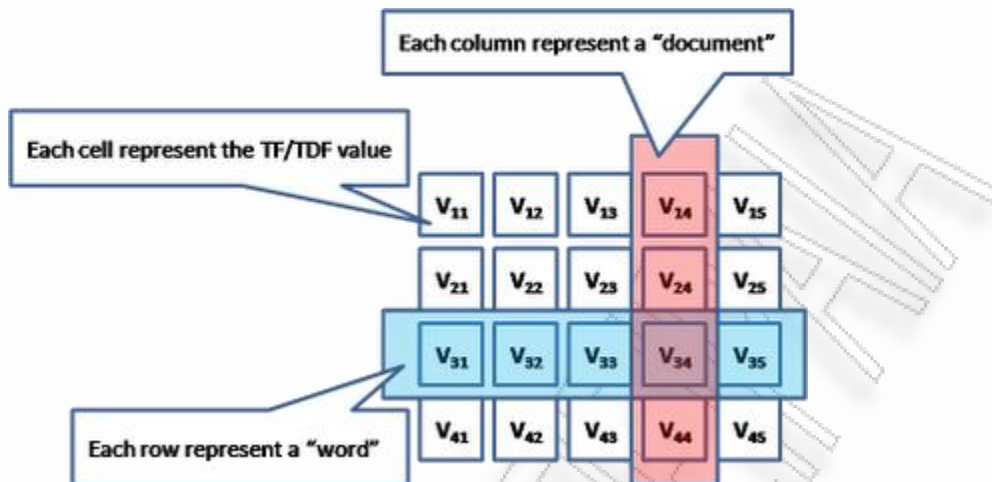 Each column represent a “document”
Each cell represent the TF/TDF value
V₁₁ V₁₂ V₁₃ V₁₄ V₁₅
V₂₁ V₂₂ V₂₃ V₂₄ V₂₅
V₃₁ V₃₂ V₃₃ V₃₄ V₃₅
V₄₁ V₄₂ V₄₃ V₄₄ V₄₅
Each row represent a “word”